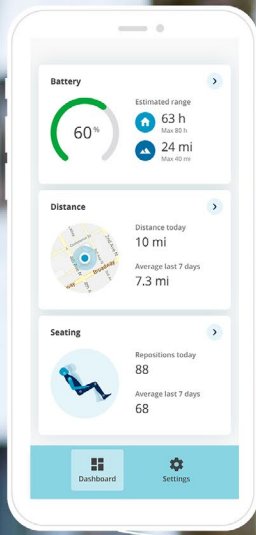 Battery
60%
Estimated range
63 h
Max 80 h
24 mi
Max 40 mi
Distance
Broadway
Distance today
10 mi
Average last 7 days
7.3 mi
Seating
Repositions today
88
Average last 7 days
68
Dashboard
Settings